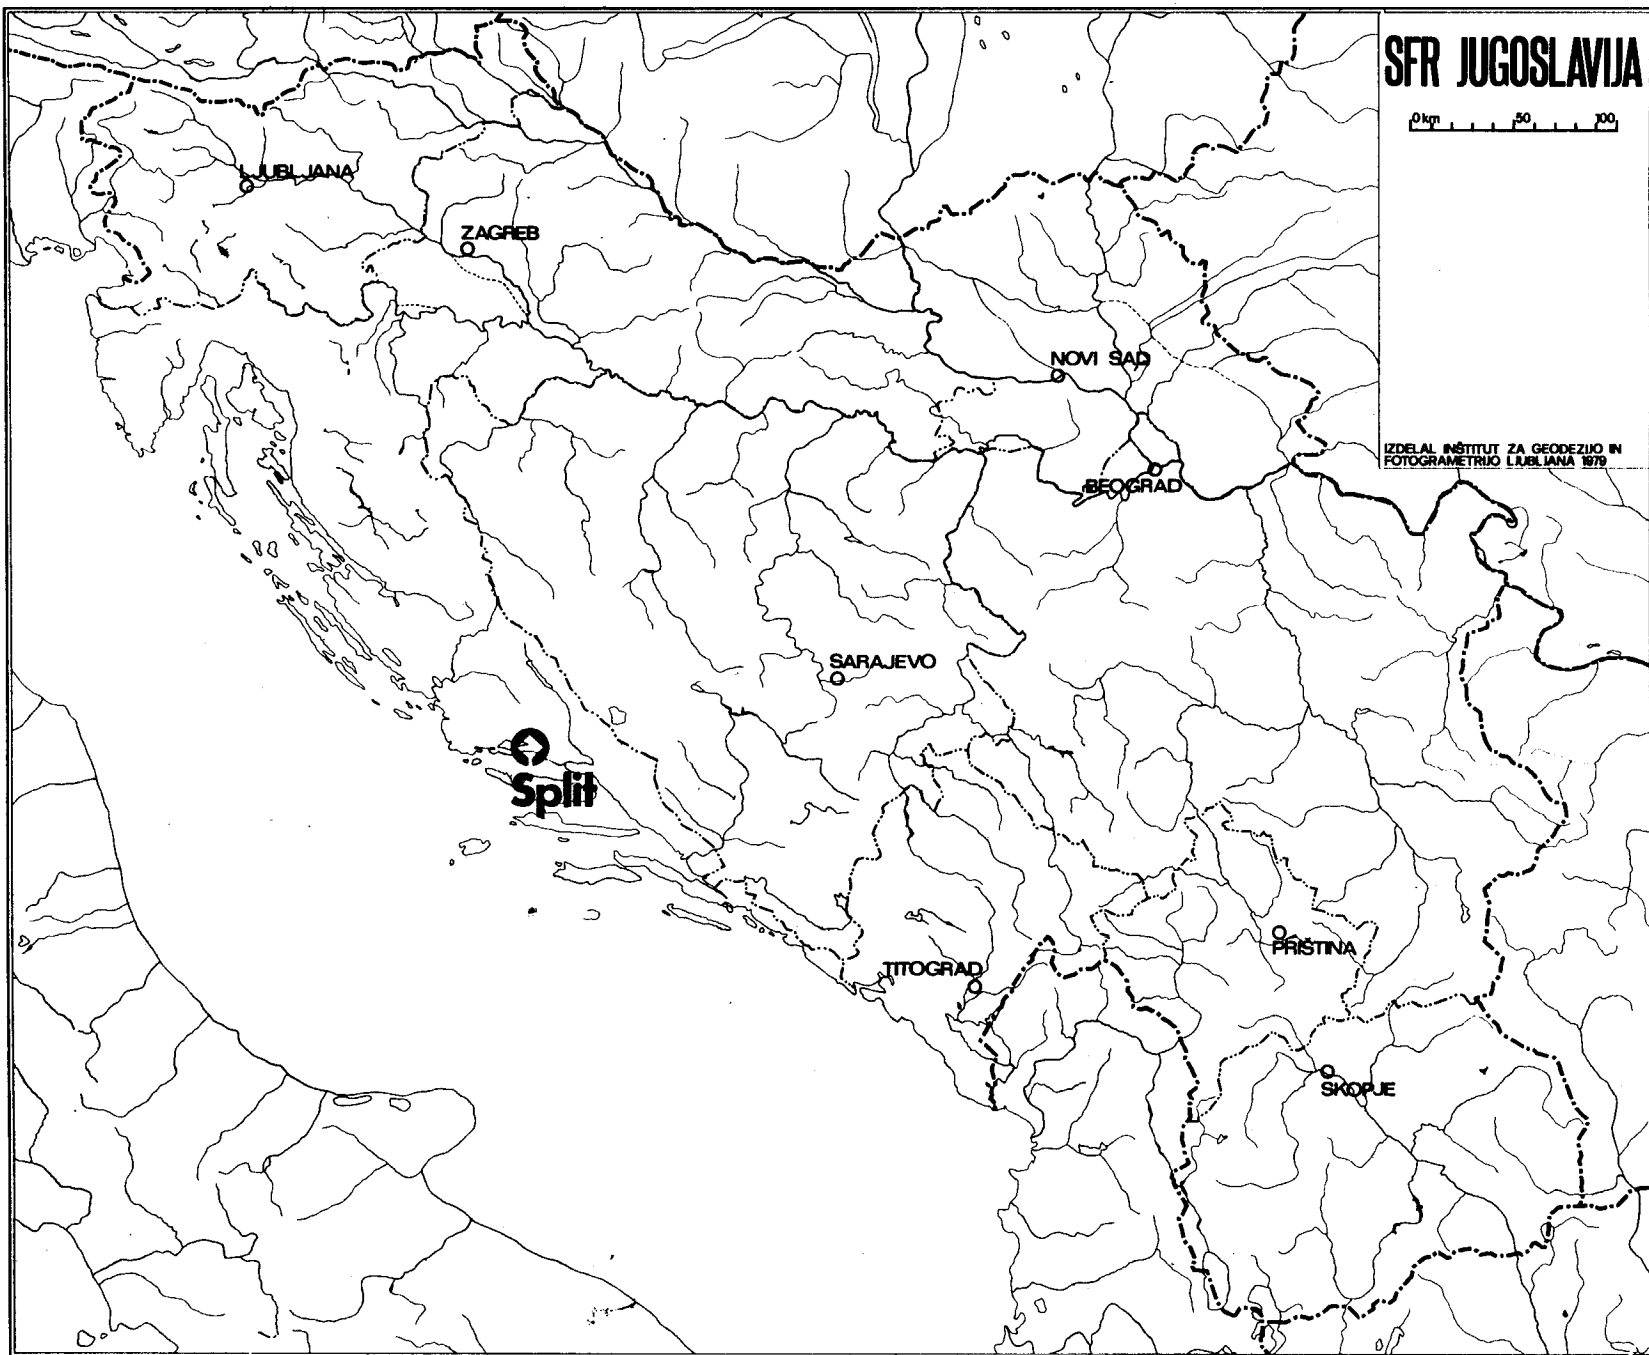 SFR JUGOSLAVIJA
0 km 50 100
LJUBLJANA
ZAGREB
NOVI SAD
IZDELAL INŠTITUT ZA GEODEZIJO IN
FOTOGRAMETRIJO LJUBLJANA 1979
BEOGRAD
SARAJEVO
Split
PRIŠTINA
TITOGRAD
SKOPJE